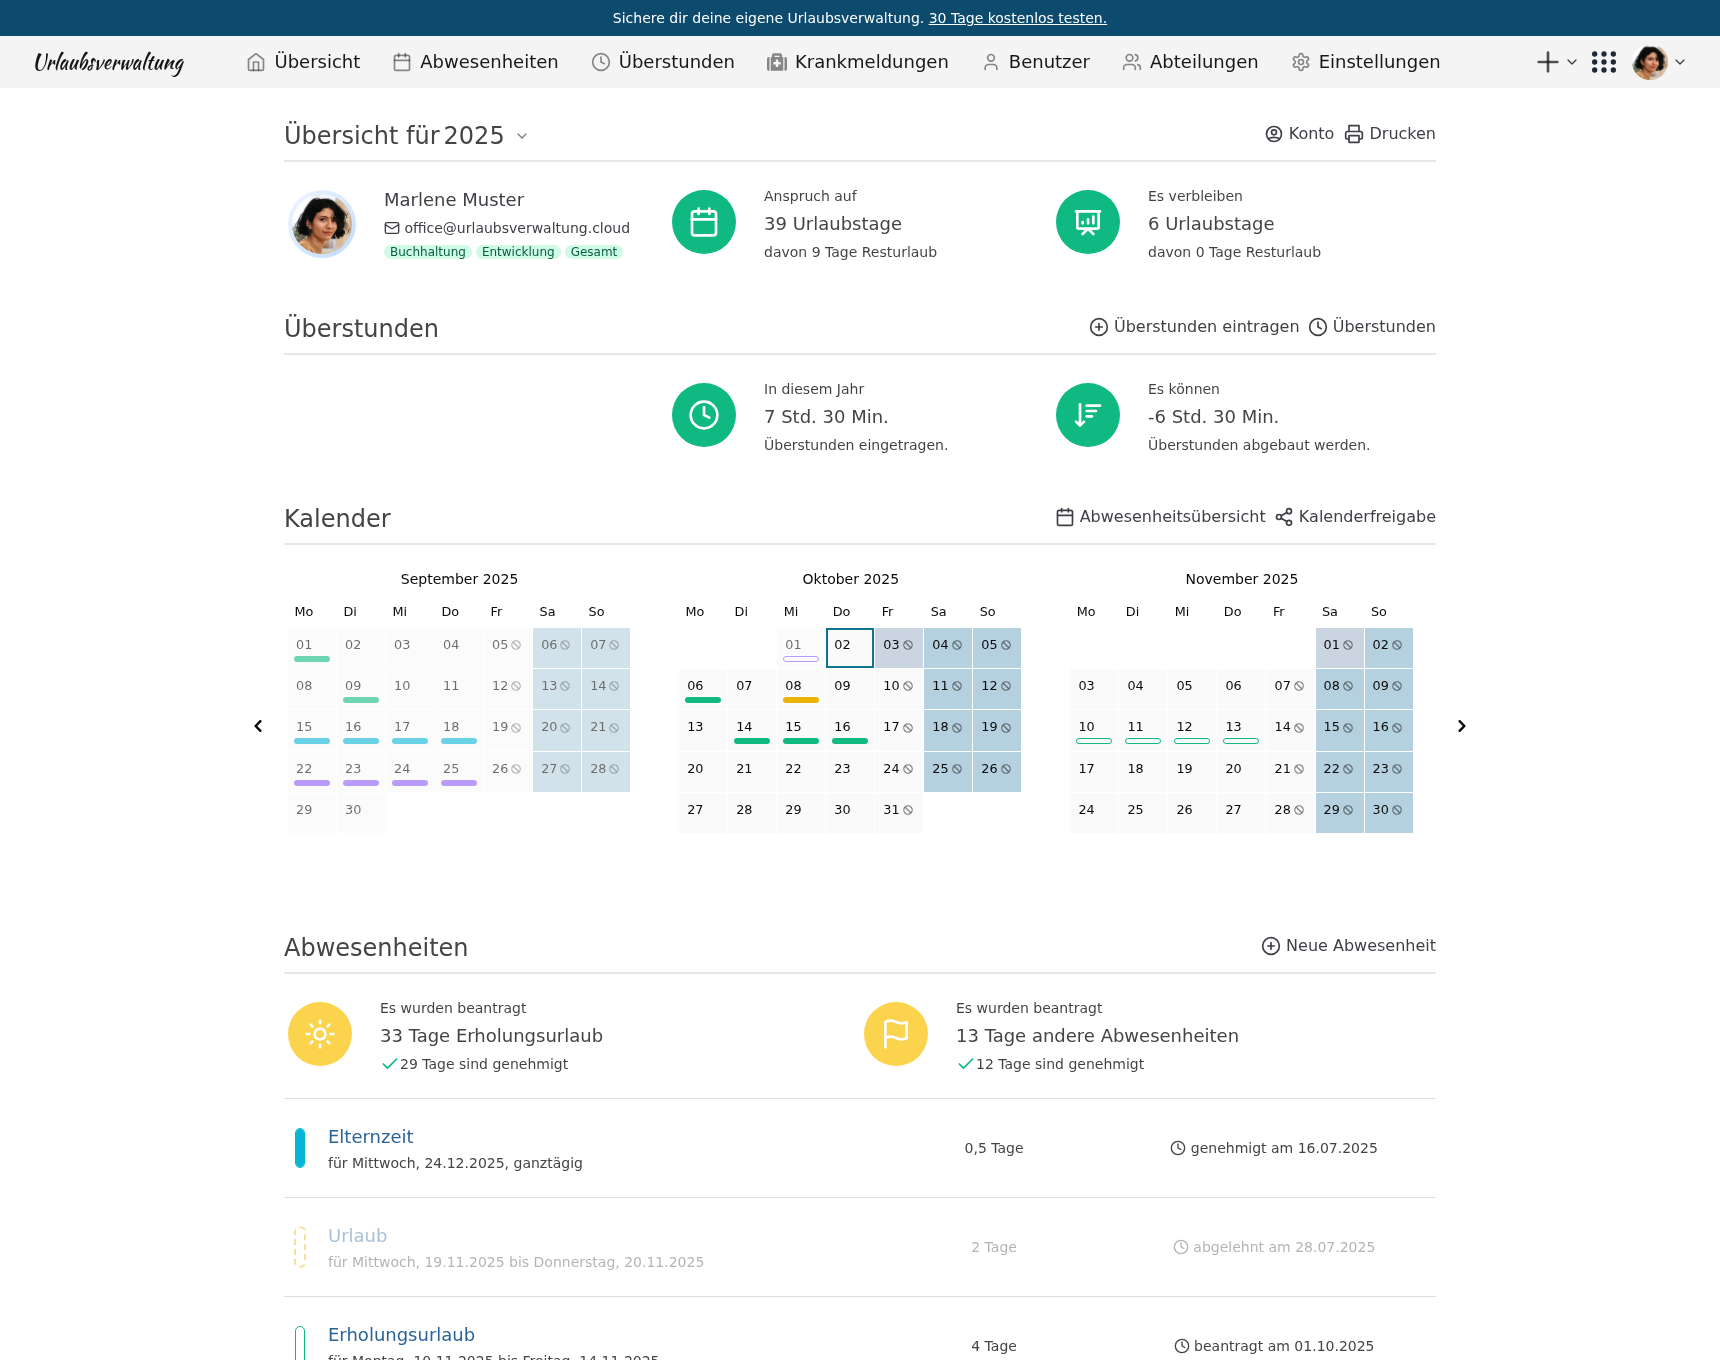 Sichere dir deine eigene Urlaubsverwaltung. 30 Tage kostenlos testen.
Urlaubsverwaltung Übersicht Abwesenheiten Überstunden Krankmeldungen Benutzer Abteilungen Einstellungen
Übersicht für 2025 Konto Drucken
Marlene Muster
office@urlaubsverwaltung.cloud
Buchhaltung Entwicklung Gesamt
Anspruch auf
39 Urlaubstage
davon 9 Tage Resturlaub
Es verbleiben
6 Urlaubstage
davon 0 Tage Resturlaub
Überstunden Überstunden eintragen Überstunden
In diesem Jahr
7 Std. 30 Min.
Überstunden eingetragen.
Es können
-6 Std. 30 Min.
Überstunden abgebaut werden.
Kalender Abwesenheitsübersicht Kalenderfreigabe
September 2025
Mo Di Mi Do Fr Sa So
01 02 03 04 05 06 07
08 09 10 11 12 13 14
15 16 17 18 19 20 21
22 23 24 25 26 27 28
29 30
Oktober 2025
Mo Di Mi Do Fr Sa So
01 02 03 04 05
06 07 08 09 10 11 12
13 14 15 16 17 18 19
20 21 22 23 24 25 26
27 28 29 30 31
November 2025
Mo Di Mi Do Fr Sa So
01 02
03 04 05 06 07 08 09
10 11 12 13 14 15 16
17 18 19 20 21 22 23
24 25 26 27 28 29 30
Abwesenheiten Neue Abwesenheit
Es wurden beantragt
33 Tage Erholungsurlaub
29 Tage sind genehmigt
Es wurden beantragt
13 Tage andere Abwesenheiten
12 Tage sind genehmigt
Elternzeit
für Mittwoch, 24.12.2025, ganztägig
0,5 Tage
genehmigt am 16.07.2025
Urlaub
für Mittwoch, 19.11.2025 bis Donnerstag, 20.11.2025
2 Tage
abgelehnt am 28.07.2025
Erholungsurlaub
für Montag, 10.11.2025 bis Freitag, 14.11.2025
4 Tage
beantragt am 01.10.2025